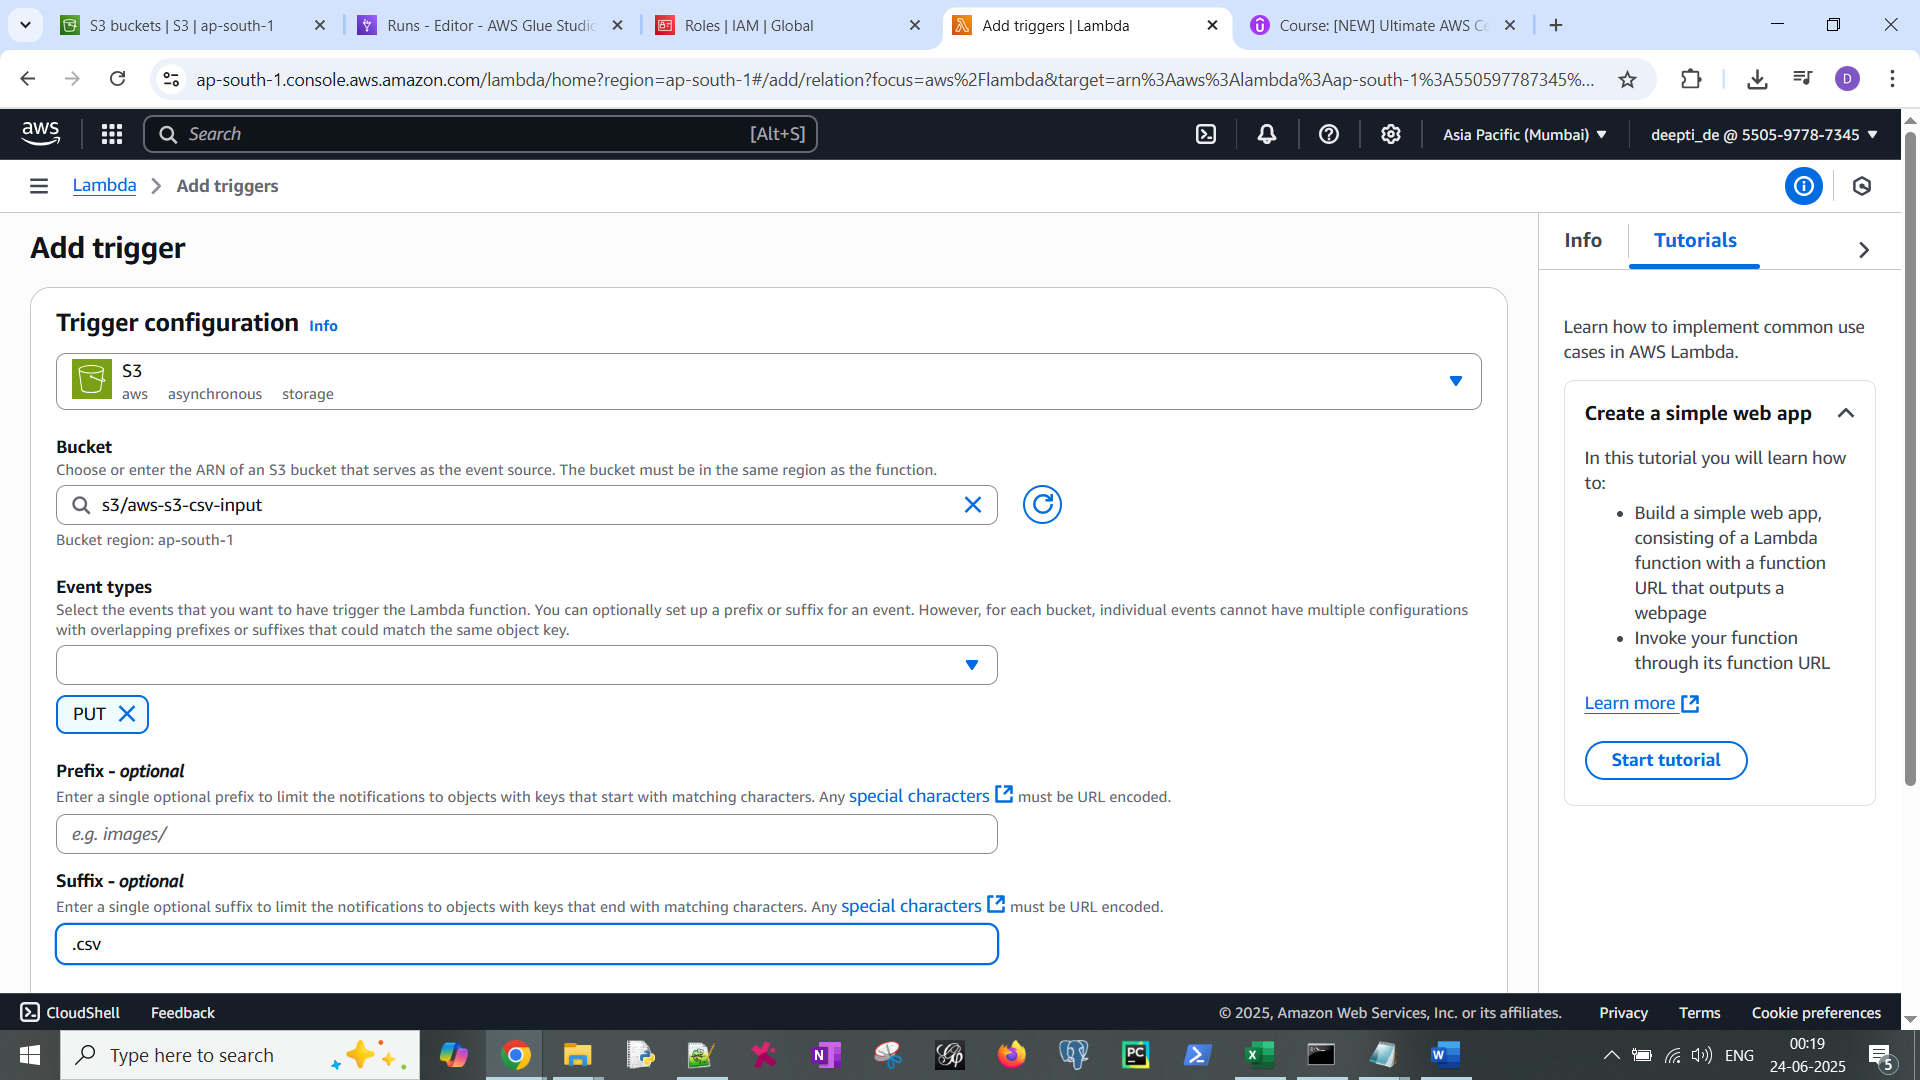 S3 buckets | S3 | ap-south-1
Runs - Editor - AWS Glue Studio
Roles | IAM | Global
Add triggers | Lambda
Course: [NEW] Ultimate AWS Ce
ap-south-1.console.aws.amazon.com/lambda/home?region=ap-south-1#/add/relation?focus=aws%2Flambda&target=arn%3Aaws%3Alambda%3Aap-south-1%3A550597787345%...
D
aws
Search
[Alt+S]
Asia Pacific (Mumbai)
deepti_de @ 5505-9778-7345
Lambda
Add triggers
Add trigger
Trigger configuration Info
S3
aws asynchronous storage
Bucket
Choose or enter the ARN of an S3 bucket that serves as the event source. The bucket must be in the same region as the function.
s3/aws-s3-csv-input
Bucket region: ap-south-1
Event types
Select the events that you want to have trigger the Lambda function. You can optionally set up a prefix or suffix for an event. However, for each bucket, individual events cannot have multiple configurations
with overlapping prefixes or suffixes that could match the same object key.
PUT
Prefix - optional
Enter a single optional prefix to limit the notifications to objects with keys that start with matching characters. Any special characters must be URL encoded.
e.g. images/
Suffix - optional
Enter a single optional suffix to limit the notifications to objects with keys that end with matching characters. Any special characters must be URL encoded.
.csv
Info
Tutorials
Learn how to implement common use
cases in AWS Lambda.
Create a simple web app
In this tutorial you will learn how
to:
• Build a simple web app,
consisting of a Lambda
function with a function
URL that outputs a
webpage
• Invoke your function
through its function URL
Learn more
Start tutorial
CloudShell
Feedback
© 2025, Amazon Web Services, Inc. or its affiliates.
Privacy
Terms
Cookie preferences
Type here to search
ENG
00:19
24-06-2025
5